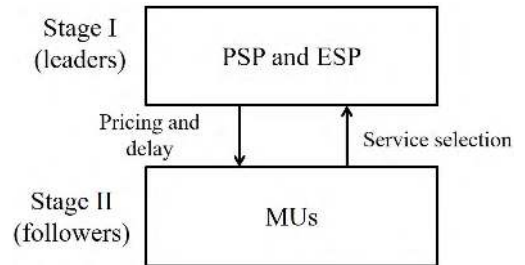 Stage I
(leaders)
PSP and ESP
Pricing and
delay
Service selection
Stage II
(followers)
MUs